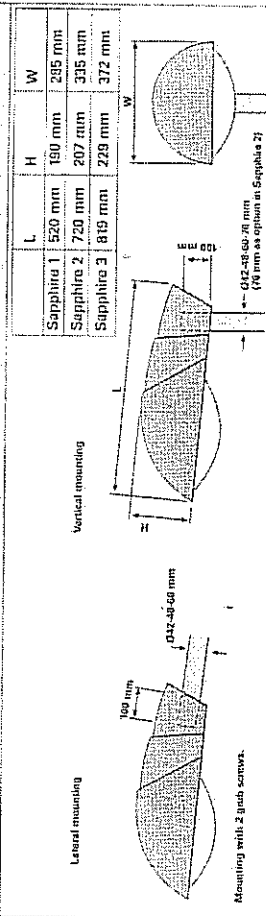 L H W
Sapphire 1 520 mm 190 mm 295 mm
Sapphire 2 720 mm 207 mm 335 mm
Sapphire 3 819 mm 229 mm 372 mm
Lateral mounting
100 mm
Ø42-48-60 mm
Mounting with 2 grub screws.
Vertical mounting
H
L
100 mm
Ø42-48-60-76 mm
(76 mm as option in Sapphire 2)
W